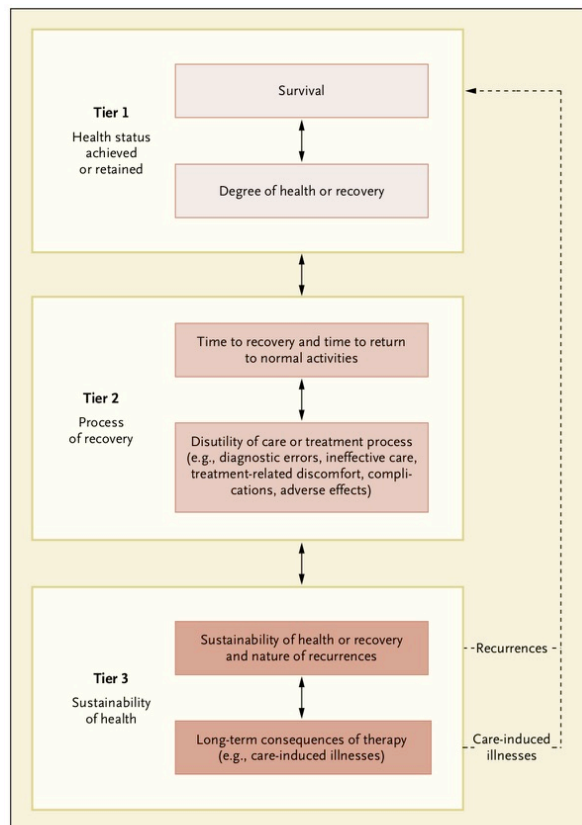 Survival
Tier 1
Health status
achieved
or retained
Degree of health or recovery
Time to recovery and time to return
to normal activities
Tier 2
Process
of recovery
Disutility of care or treatment process
(e.g., diagnostic errors, ineffective care,
treatment-related discomfort, compli-
cations, adverse effects)
Sustainability of health or recovery
and nature of recurrences
Recurrences
Tier 3
Sustainability
of health
Long-term consequences of therapy
(e.g., care-induced illnesses)
Care-induced
illnesses